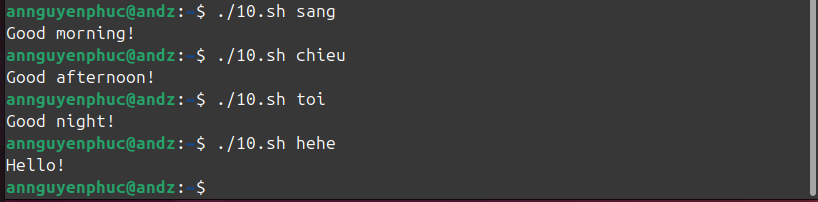 annguyenphuc@andz:~$ ./10.sh sang
Good morning!
annguyenphuc@andz:~$ ./10.sh chieu
Good afternoon!
annguyenphuc@andz:~$ ./10.sh toi
Good night!
annguyenphuc@andz:~$ ./10.sh hehe
Hello!
annguyenphuc@andz:~$